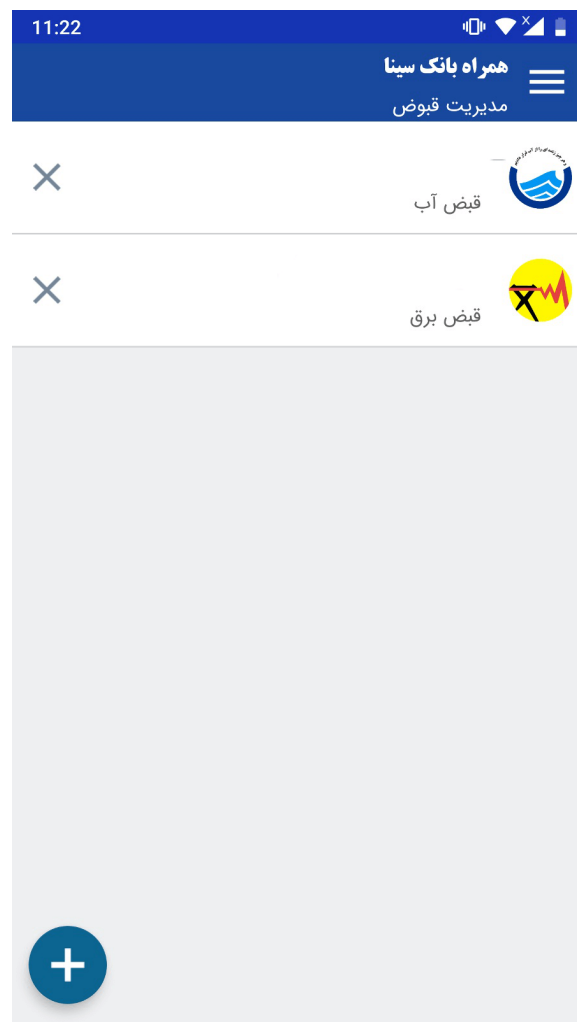 11:22
همراه بانک سینا
مدیریت قبوض
قبض آب
قبض برق